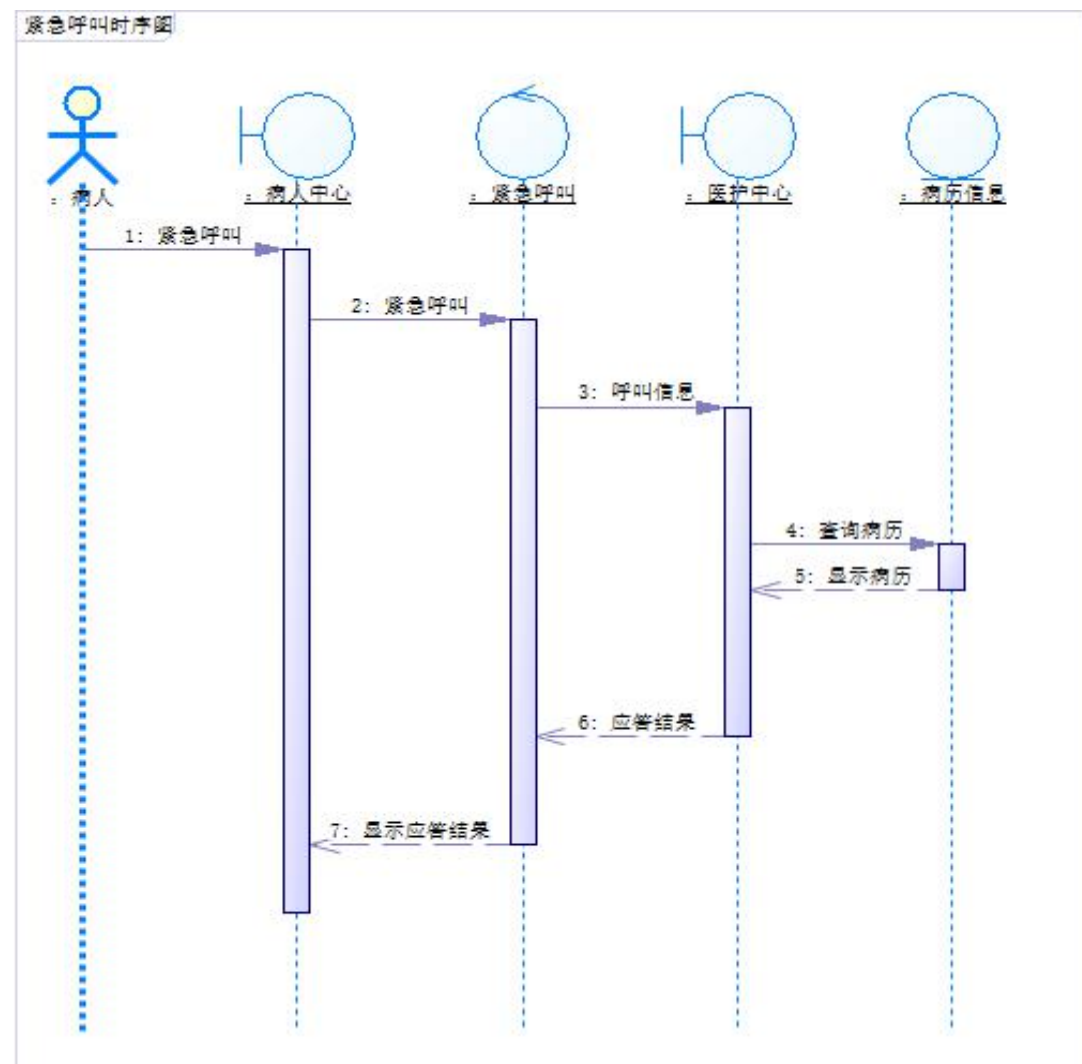 紧急呼叫时序图
: 病人
: 病人中心
: 紧急呼叫
: 医护中心
: 病历信息
1: 紧急呼叫
2: 紧急呼叫
3: 呼叫信息
4: 查询病历
5: 显示病历
6: 应答结果
7: 显示应答结果